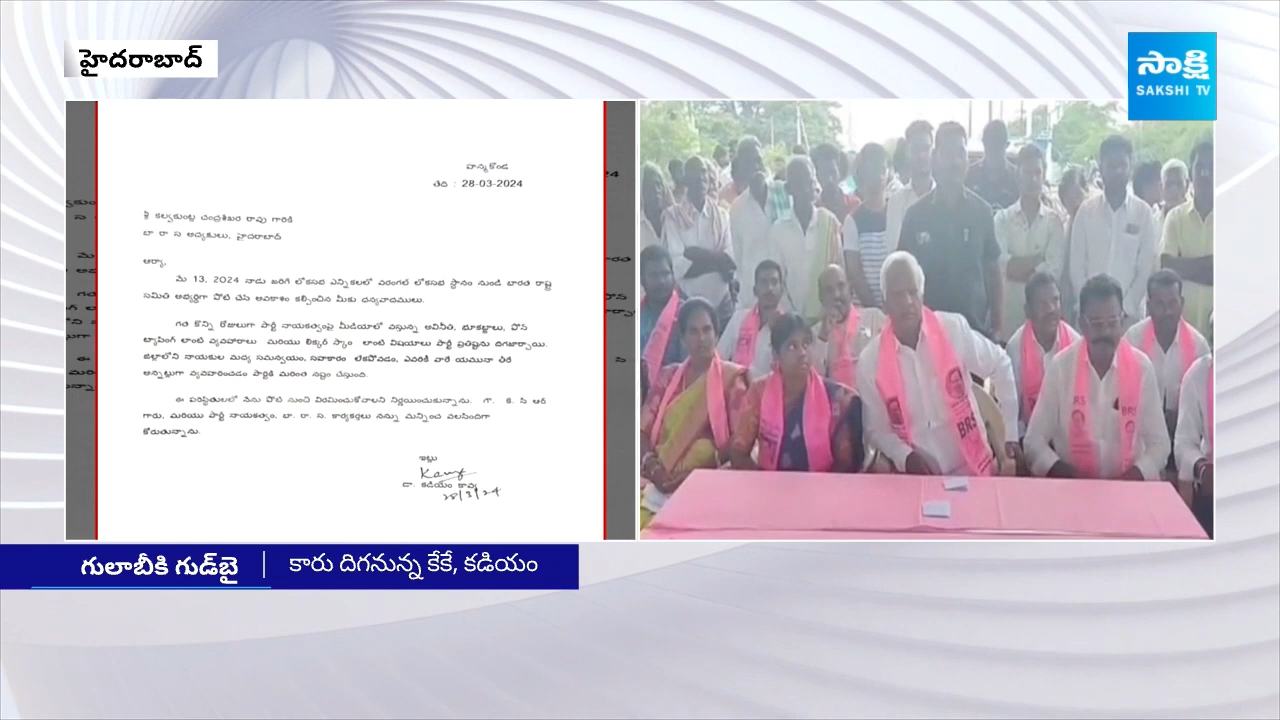 హైదరాబాద్
సాక్షి
SAKSHI TV
హన్మకొండ
తేది : 28-03-2024
శ్రీ కల్వకుంట్ల చంద్రశేఖర రావు గారికి
బా రా స అధ్యక్షులు, హైదరాబాద్
ఆర్యా,
మే 13, 2024 నాడు జరిగే లోకసభ ఎన్నికలలో వరంగల్ లోకసభ స్థానం నుండి భారత రాష్ట్ర
సమితి అభ్యర్థిగా పోటి చేసే అవకాశం కల్పించిన మీకు ధన్యవాదములు.
గత కొన్ని రోజులుగా పార్టీ నాయకత్వంపై మీడియాలో వస్తున్న అవినీతి, భూకబ్జాలు, ఫోన్
ట్యాపింగ్ లాంటి వ్యవహారాలు మరియు లిక్కర్ స్కాం లాంటి విషయాలు పార్టీ ప్రతిష్టను దిగజార్చాయి.
జిల్లాలోని నాయకుల మధ్య సమన్వయం, సహకారం లేకపోవడం, ఎవరికి వారే యమునా తీరే
అన్నట్టుగా వ్యవహరించడం పార్టీకి మరింత నష్టం చేస్తుంది.
ఈ పరిస్థితులలో నేను పోటి నుంచి విరమించుకోవాలని నిర్ణయించుకున్నాను. గౌ. కె. సి ఆర్
గారు, మరియు పార్టీ నాయకత్వం, బా. రా. స. కార్యకర్తలు నన్ను మన్నించ వలసిందిగా
కోరుతున్నాను.
ఇట్లు
డా. కడియం కావ్య
28/3/24
BRS
BRS
గులాబీకి గుడ్‌బై
కారు దిగనున్న కేకే, కడియం